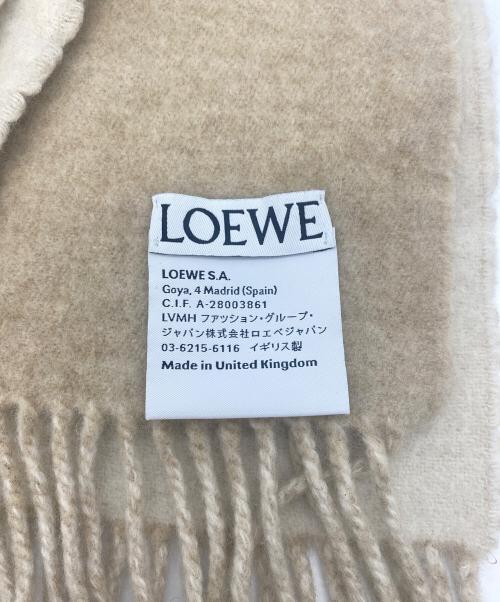 LOEWE
LOEWE S.A.
Goya, 4 Madrid (Spain)
C.I.F. A-28003861
LVMH ファッション・グループ・
ジャパン株式会社ロエベジャパン
03-6215-6116 イギリス製
Made in United Kingdom